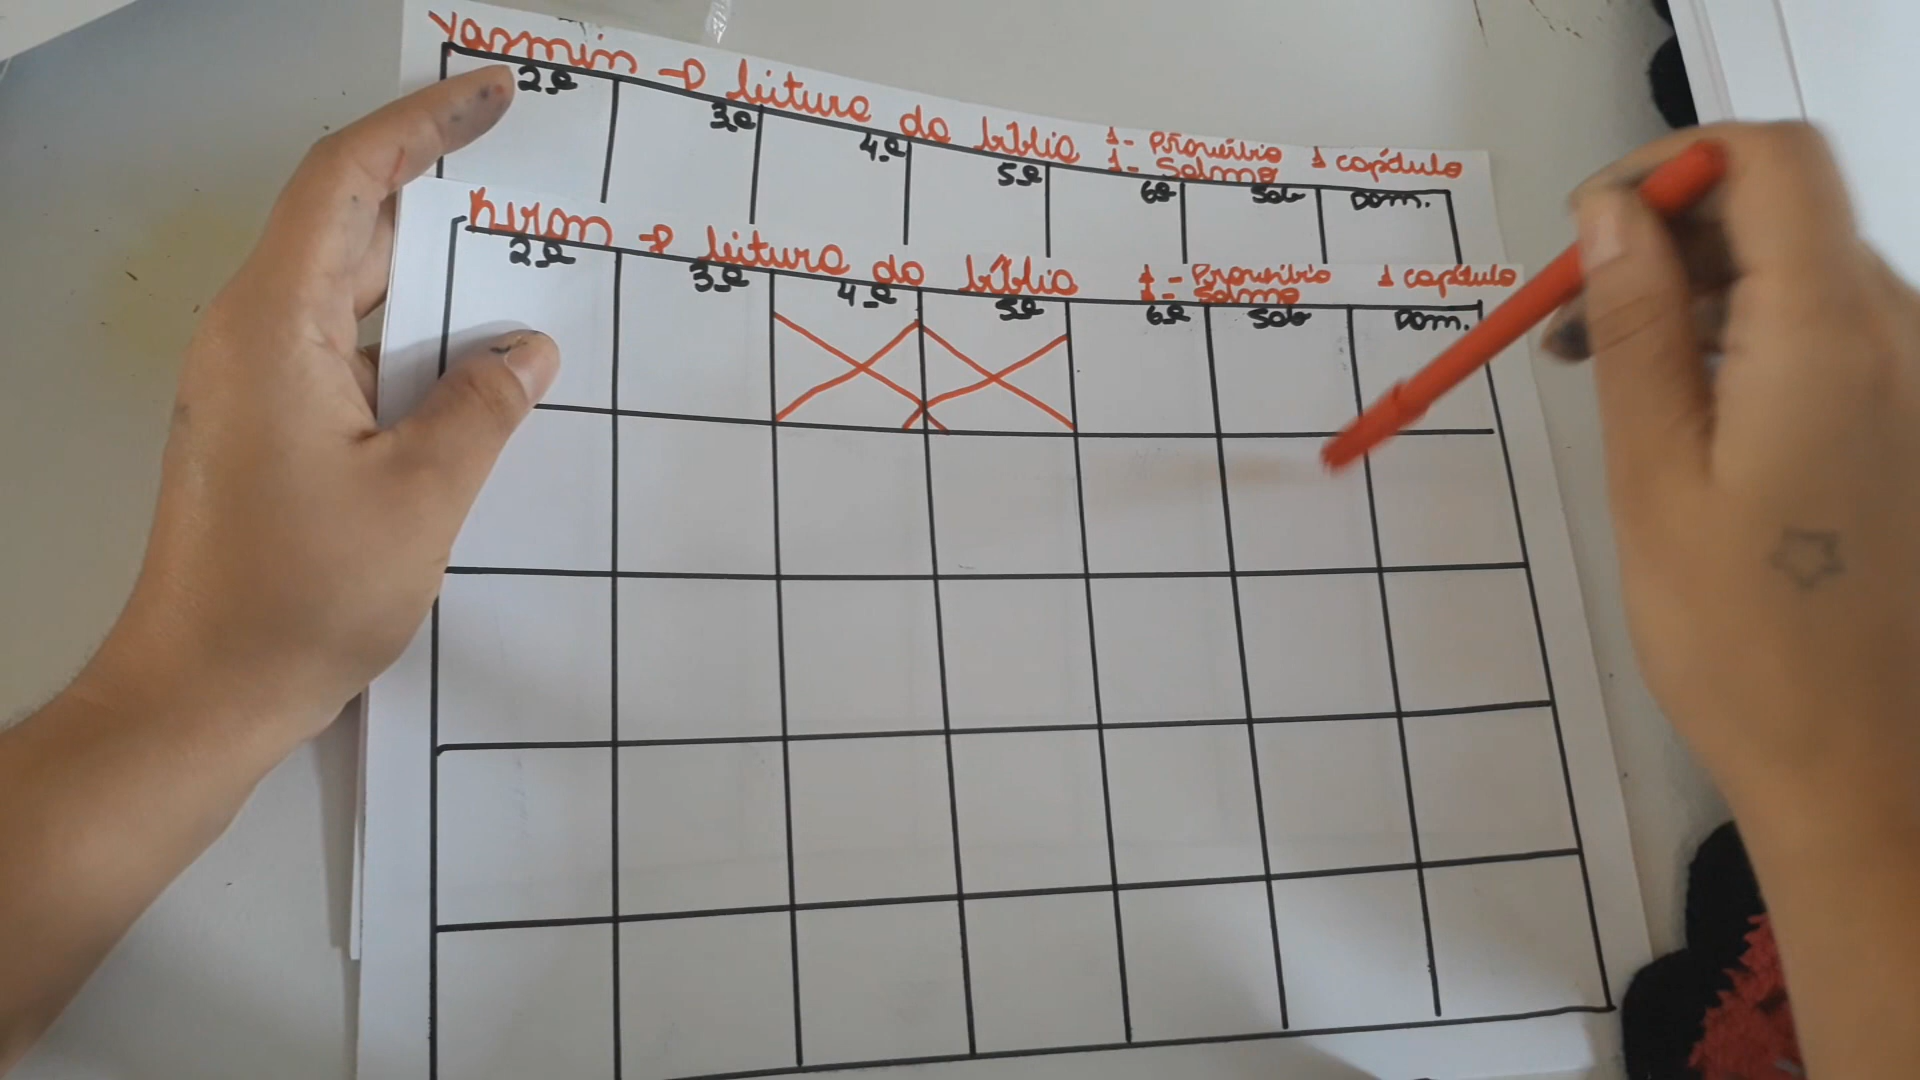 Yasmin → leitura da bíblia 1- Provérbio 1 capítulo
1- Salmo
2ª 3ª 4ª 5ª 6ª Sab Dom.
Kiron → leitura da bíblia 1- Provérbio 1 capítulo
1- Salmo
2ª 3ª 4ª 5ª 6ª Sab Dom.